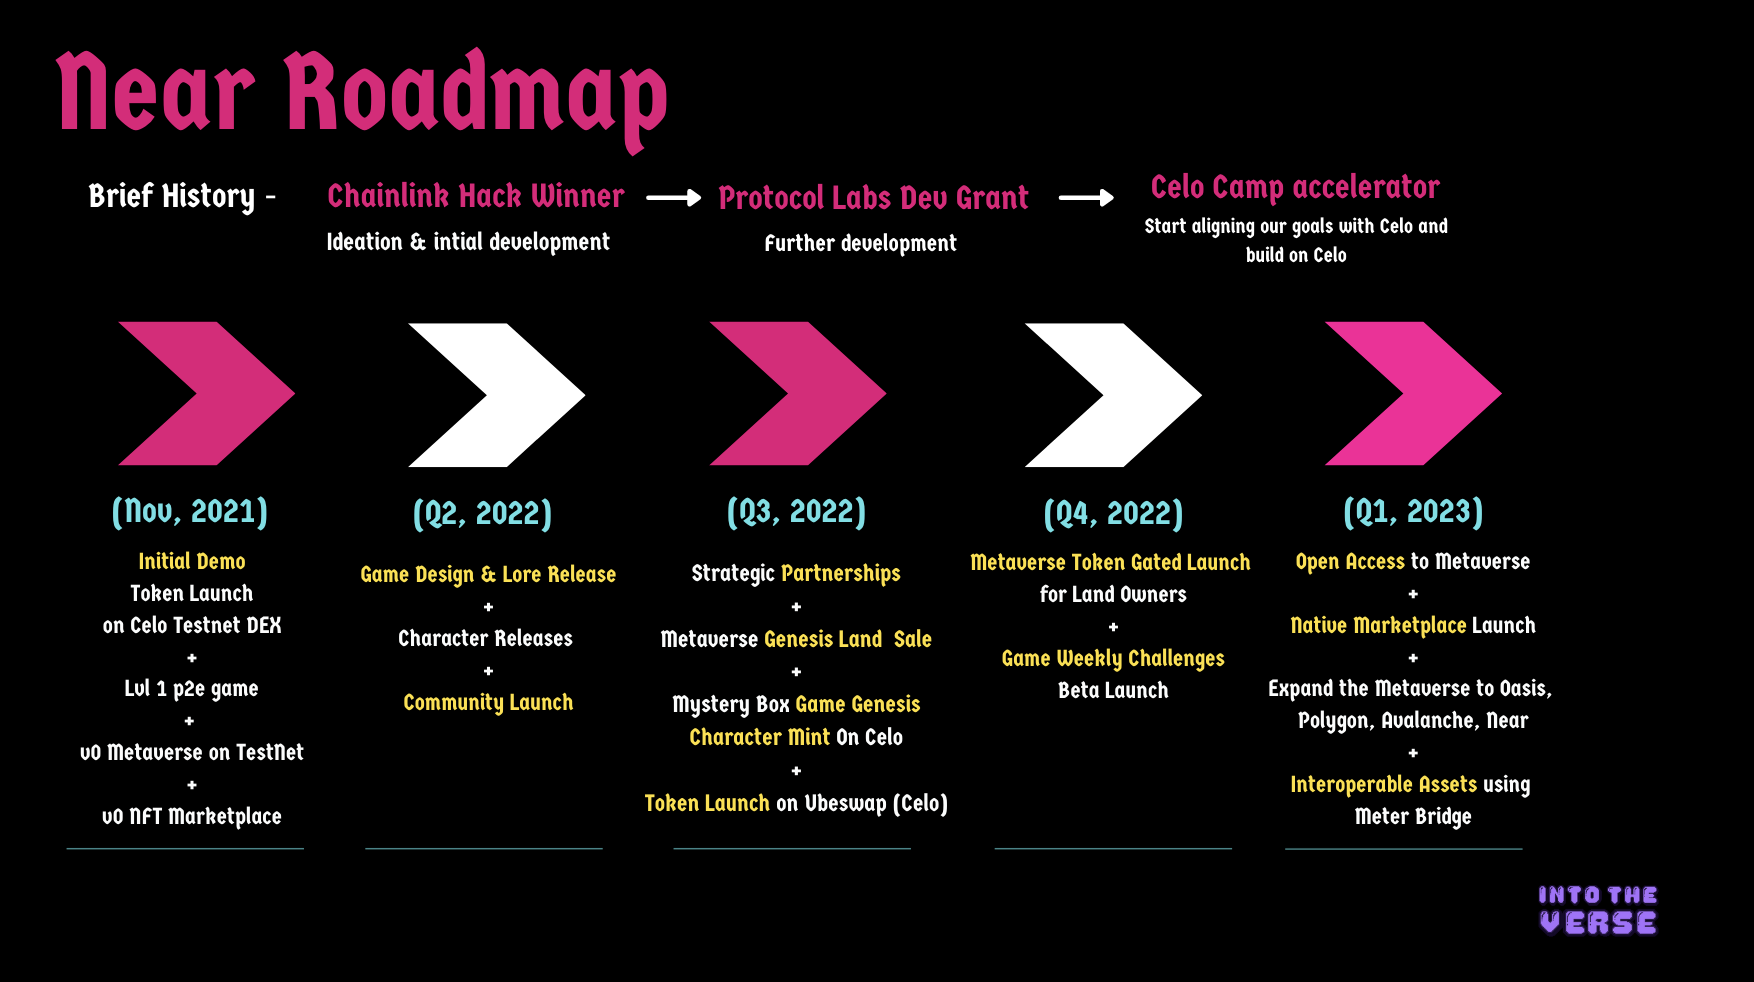 Near Roadmap
Brief History -
Chainlink Hack Winner
Ideation & intial development
Protocol Labs Dev Grant
Further development
Celo Camp accelerator
Start aligning our goals with Celo and
build on Celo
(Nov, 2021)
Initial Demo
Token Launch
on Celo Testnet DEX
+
Lvl 1 p2e game
+
v0 Metaverse on TestNet
+
v0 NFT Marketplace
(Q2, 2022)
Game Design & Lore Release
+
Character Releases
+
Community Launch
(Q3, 2022)
Strategic Partnerships
+
Metaverse Genesis Land Sale
+
Mystery Box Game Genesis
Character Mint On Celo
+
Token Launch on Ubeswap (Celo)
(Q4, 2022)
Metaverse Token Gated Launch
for Land Owners
+
Game Weekly Challenges
Beta Launch
(Q1, 2023)
Open Access to Metaverse
+
Native Marketplace Launch
+
Expand the Metaverse to Oasis,
Polygon, Avalanche, Near
+
Interoperable Assets using
Meter Bridge
INTO THE
VERSE